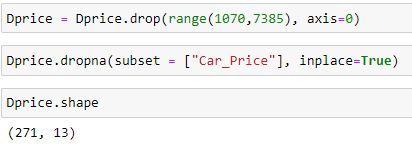 Dprice = Dprice.drop(range(1070,7385), axis=0)
Dprice.dropna(subset = ["Car_Price"], inplace=True)
Dprice.shape
(271, 13)